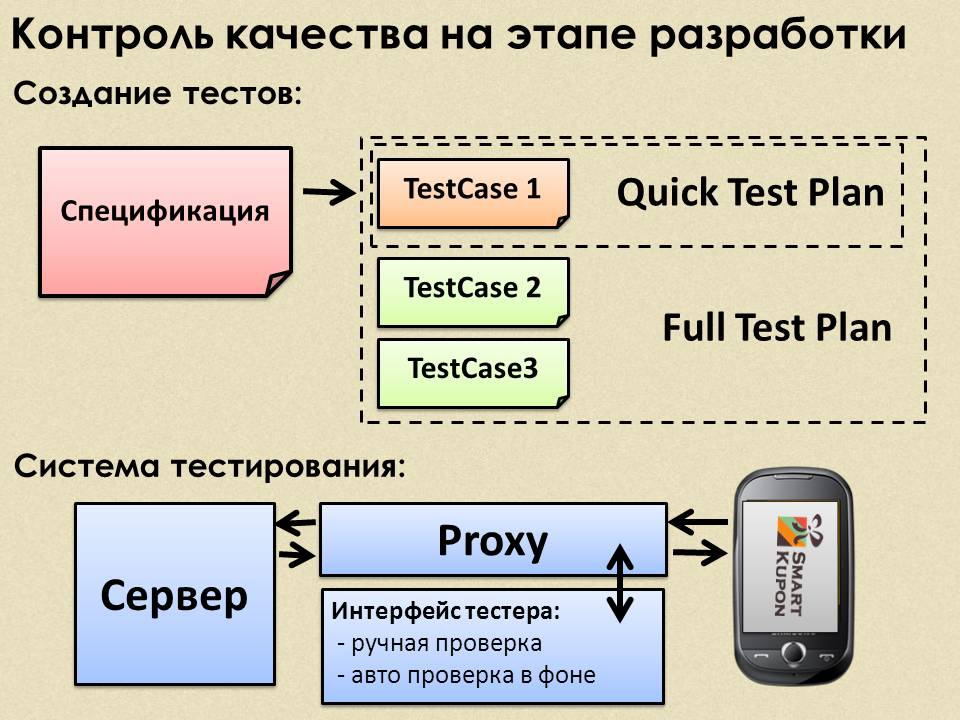 Контроль качества на этапе разработки
Создание тестов:
Спецификация
TestCase 1
Quick Test Plan
TestCase 2
Full Test Plan
TestCase3
Система тестирования:
Сервер
Proxy
Интерфейс тестера:
- ручная проверка
- авто проверка в фоне
SMART
KUPON